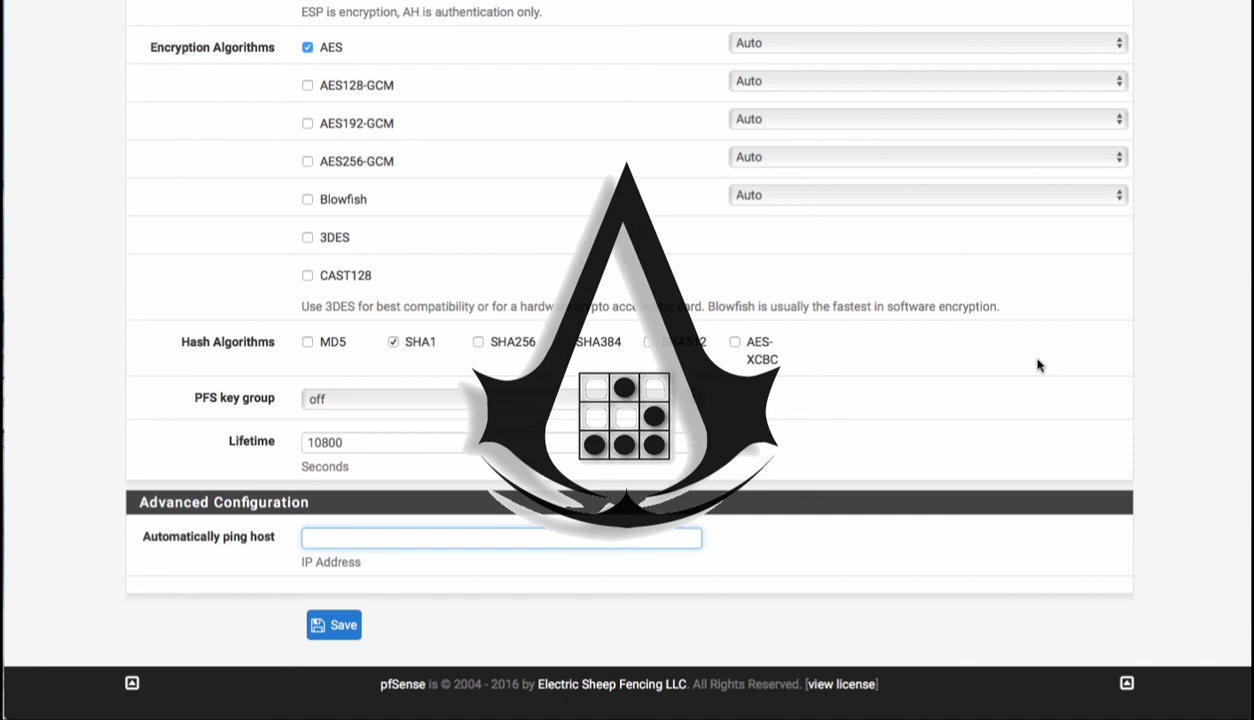 ESP is encryption, AH is authentication only.
Encryption Algorithms AES Auto
AES128-GCM Auto
AES192-GCM Auto
AES256-GCM Auto
Blowfish Auto
3DES
CAST128
Use 3DES for best compatibility or for a hardw crypto acc card. Blowfish is usually the fastest in software encryption.
Hash Algorithms MD5 SHA1 SHA256 SHA384 SHA512 AES-
XCBC
PFS key group off
Lifetime 10800
Seconds
Advanced Configuration
Automatically ping host
IP Address
Save
pfSense is © 2004 - 2016 by Electric Sheep Fencing LLC. All Rights Reserved. [view license]